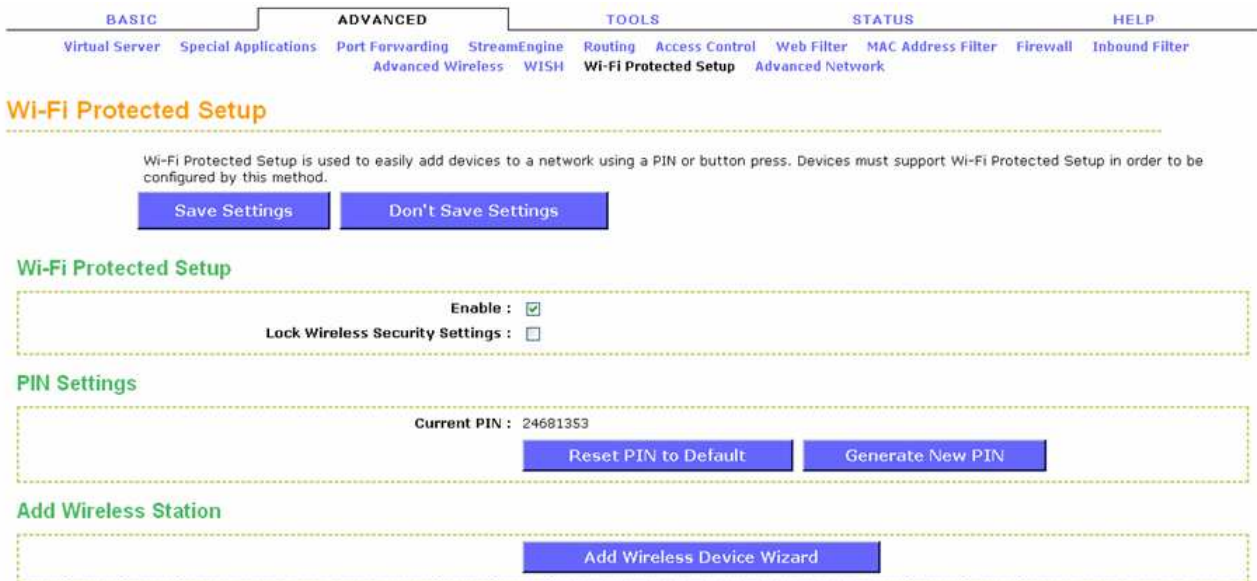 BASIC ADVANCED TOOLS STATUS HELP
Virtual Server Special Applications Port Forwarding StreamEngine Routing Access Control Web Filter MAC Address Filter Firewall Inbound Filter
Advanced Wireless WISH Wi-Fi Protected Setup Advanced Network
Wi-Fi Protected Setup
Wi-Fi Protected Setup is used to easily add devices to a network using a PIN or button press. Devices must support Wi-Fi Protected Setup in order to be
configured by this method.
Save Settings Don't Save Settings
Wi-Fi Protected Setup
Enable :
Lock Wireless Security Settings :
PIN Settings
Current PIN : 24681353
Reset PIN to Default Generate New PIN
Add Wireless Station
Add Wireless Device Wizard